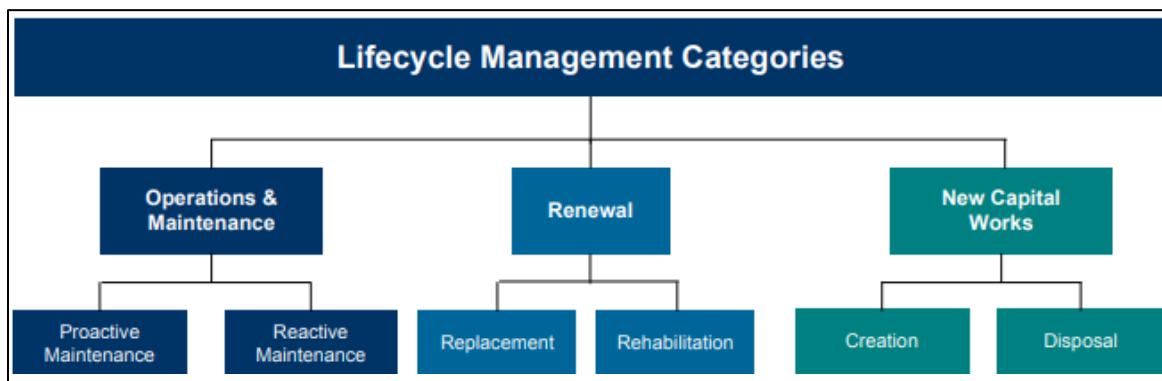 Lifecycle Management Categories
Operations &
Maintenance
Renewal
New Capital
Works
Proactive
Maintenance
Reactive
Maintenance
Replacement
Rehabilitation
Creation
Disposal